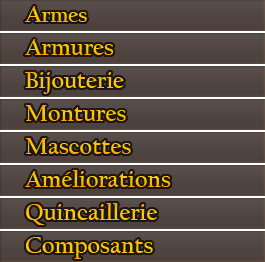 Armes
Armures
Bijouterie
Montures
Mascottes
Améliorations
Quincaillerie
Composants